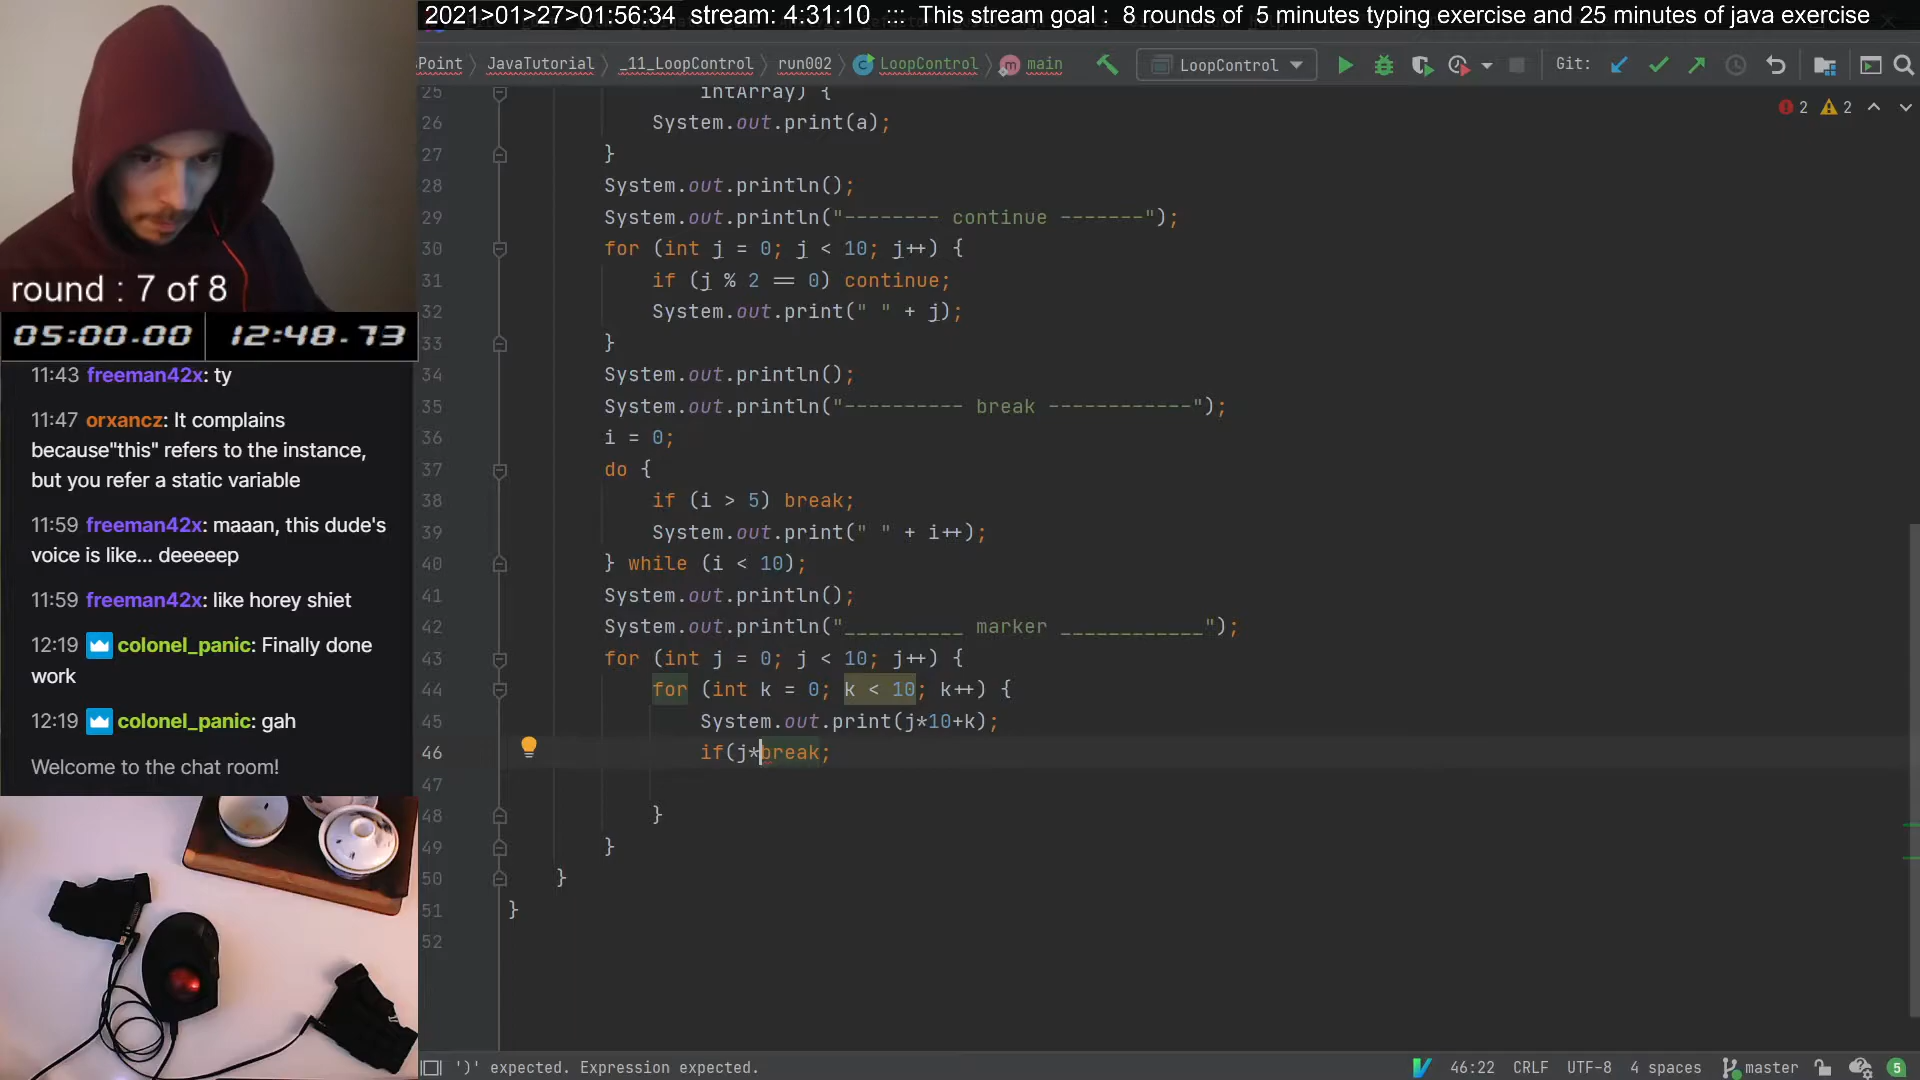 2021>01>27>01:56:34  stream: 4:31:10  :::  This stream goal :  8 rounds of  5 minutes typing exercise and 25 minutes of java exercise
sPoint JavaTutorial _11_LoopControl run002 LoopControl main LoopControl Git:
2 2
25 intArray) {
26 System.out.print(a);
27 }
28 System.out.println();
29 System.out.println("-------- continue -------");
30 for (int j = 0; j < 10; j++) {
31 if (j % 2 == 0) continue;
32 System.out.print(" " + j);
33 }
34 System.out.println();
35 System.out.println("---------- break ------------");
36 i = 0;
37 do {
38 if (i > 5) break;
39 System.out.print(" " + i++);
40 } while (i < 10);
41 System.out.println();
42 System.out.println("__________ marker ____________");
43 for (int j = 0; j < 10; j++) {
44 for (int k = 0; k < 10; k++) {
45 System.out.print(j*10+k);
46 if(j*break;
47
48 }
49 }
50 }
51 }
52
round : 7 of 8
05:00.00 12:48.73
11:43 freeman42x: ty
11:47 orxancz: It complains
because"this" refers to the instance,
but you refer a static variable
11:59 freeman42x: maaan, this dude's
voice is like... deeeeep
11:59 freeman42x: like horey shiet
12:19 colonel_panic: Finally done
work
12:19 colonel_panic: gah
Welcome to the chat room!
')' expected. Expression expected.
46:22 CRLF UTF-8 4 spaces master 5